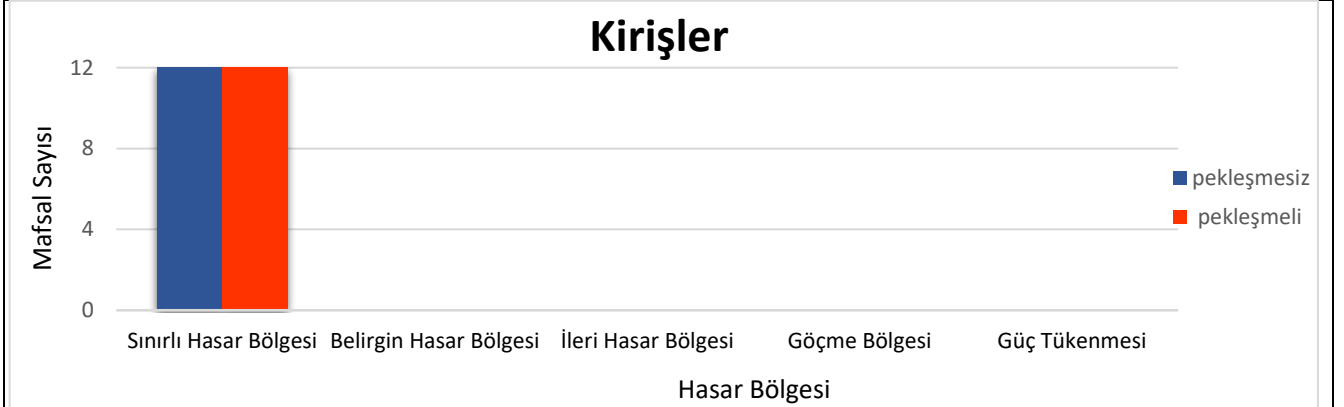 Kirişler
12
8
4
0
Mafsal Sayısı
pekleşmesiz
pekleşmeli
Sınırlı Hasar Bölgesi Belirgin Hasar Bölgesi İleri Hasar Bölgesi Göçme Bölgesi Güç Tükenmesi
Hasar Bölgesi